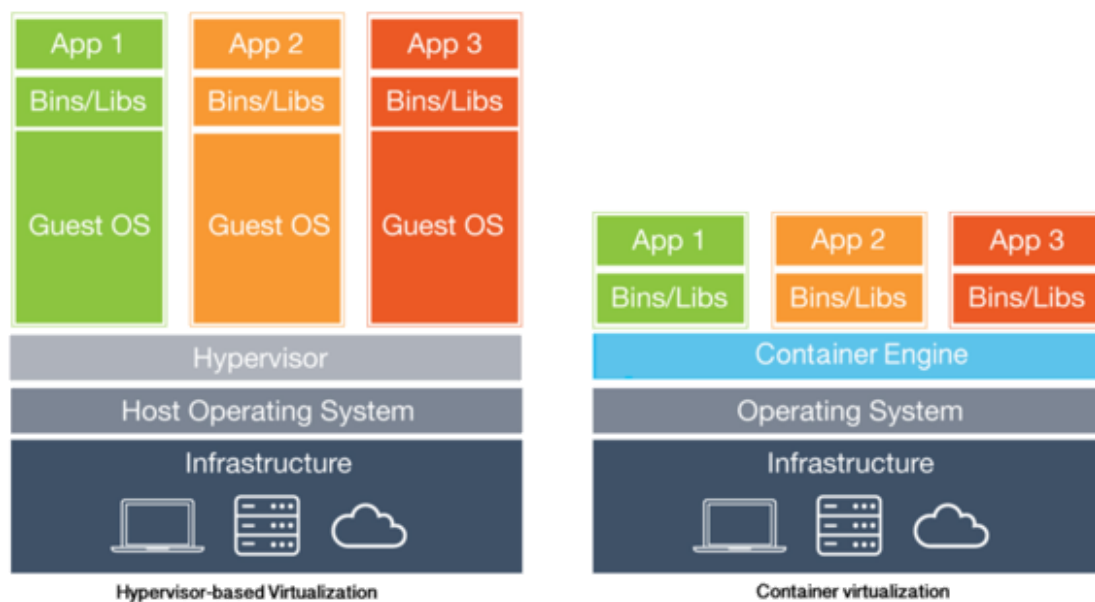 App 1
App 2
App 3
Bins/Libs
Bins/Libs
Bins/Libs
Guest OS
Guest OS
Guest OS
Hypervisor
Host Operating System
Infrastructure
Hypervisor-based Virtualization
App 1
App 2
App 3
Bins/Libs
Bins/Libs
Bins/Libs
Container Engine
Operating System
Infrastructure
Container virtualization